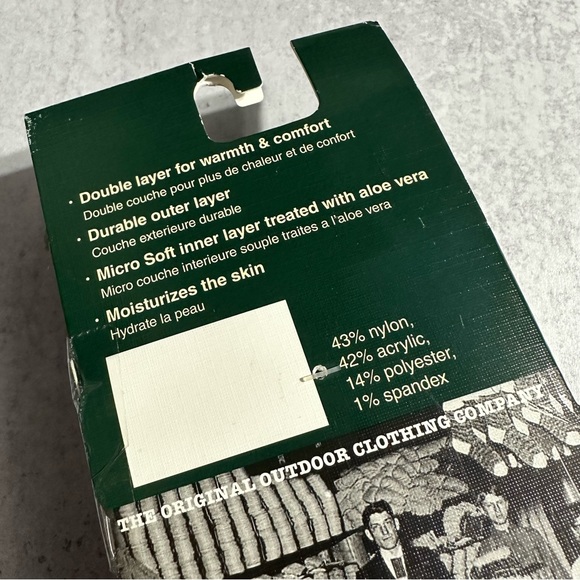 · Double layer for warmth & comfort
Double couche pour plus de chaleur et de confort
· Durable outer layer
Couche exterieure durable
· Micro Soft inner layer treated with aloe vera
Micro couche interieure souple traites a l'aloe vera
· Moisturizes the skin
Hydrate la peau
43% nylon,
42% acrylic,
14% polyester,
1% spandex
THE ORIGINAL OUTDOOR CLOTHING COMPANY